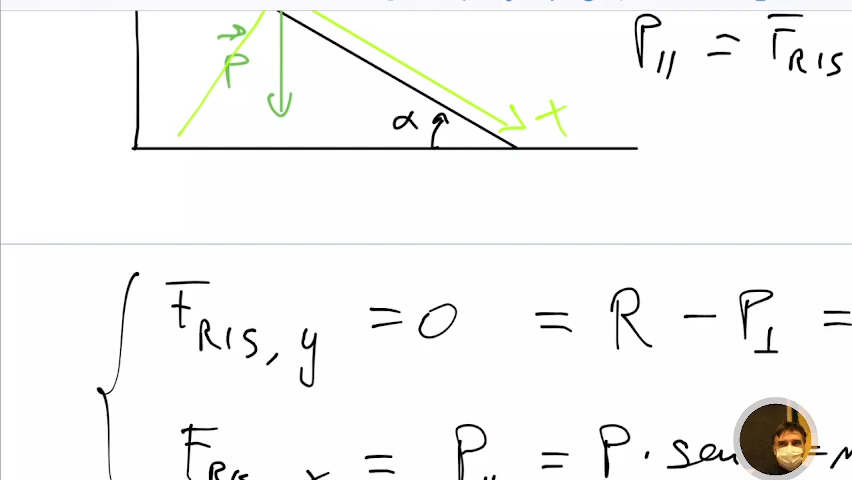 P⃗
α
x
P∥ = F_RIS
F_RIS, y = 0 = R − P⊥ =
F_RIS, x = P∥ = P · sen